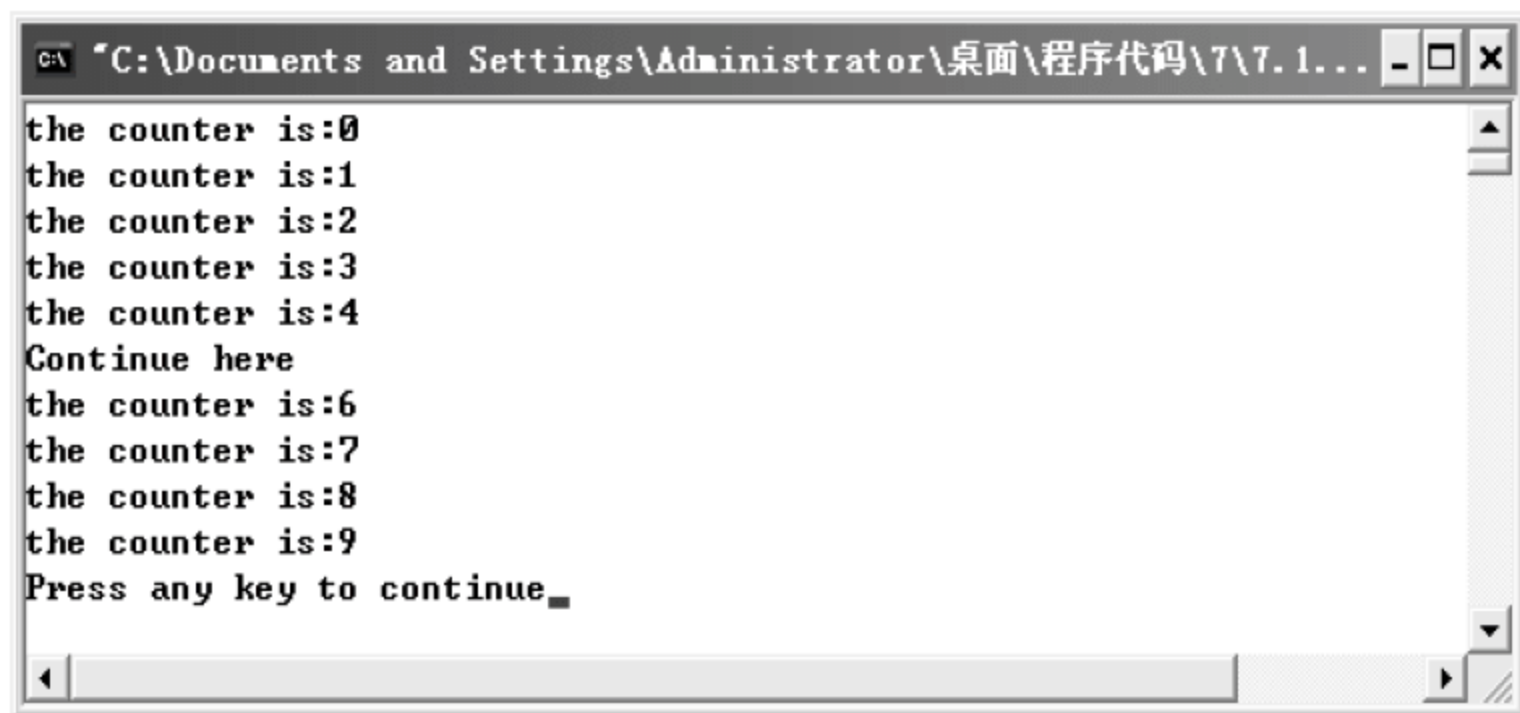 "C:\Documents and Settings\Administrator\桌面\程序代码\7\7.1...
the counter is:0
the counter is:1
the counter is:2
the counter is:3
the counter is:4
Continue here
the counter is:6
the counter is:7
the counter is:8
the counter is:9
Press any key to continue_